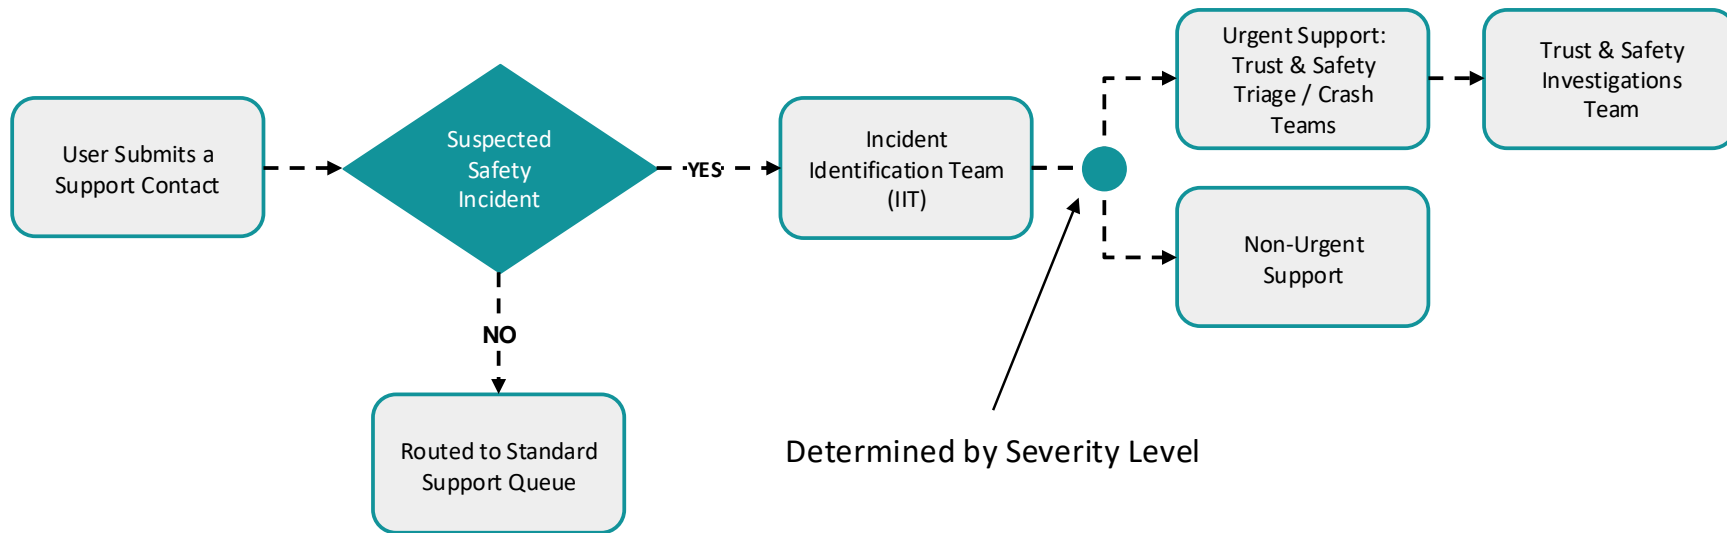 User Submits a
Support Contact
Suspected
Safety
Incident
YES
NO
Routed to Standard
Support Queue
Incident
Identification Team
(IIT)
Determined by Severity Level
Urgent Support:
Trust & Safety
Triage / Crash
Teams
Non-Urgent
Support
Trust & Safety
Investigations
Team